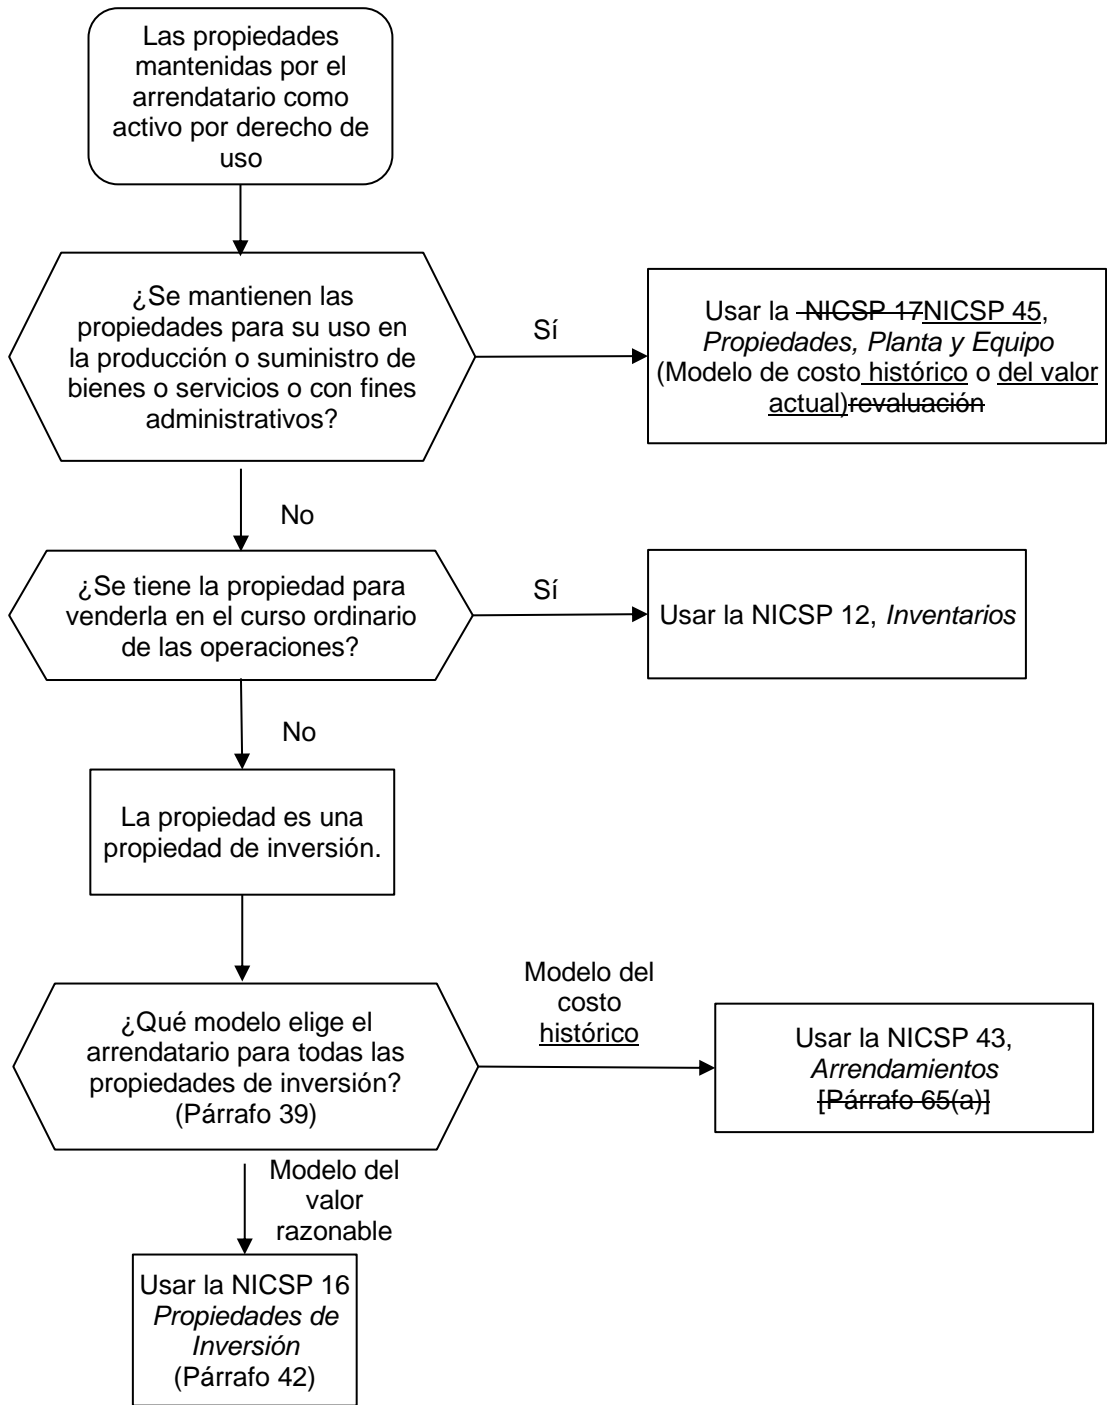 Las propiedades
mantenidas por el
arrendatario como
activo por derecho de
uso
¿Se mantienen las
propiedades para su uso en
la producción o suministro de
bienes o servicios o con fines
administrativos?
Sí
Usar la NICSP 17NICSP 45,
Propiedades, Planta y Equipo
(Modelo de costo histórico o del valor
actual)revaluación
No
¿Se tiene la propiedad para
venderla en el curso ordinario
de las operaciones?
Sí
Usar la NICSP 12, Inventarios
No
La propiedad es una
propiedad de inversión.
¿Qué modelo elige el
arrendatario para todas las
propiedades de inversión?
(Párrafo 39)
Modelo del
costo
histórico
Usar la NICSP 43,
Arrendamientos
[Párrafo 65(a)]
Modelo del
valor
razonable
Usar la NICSP 16
Propiedades de
Inversión
(Párrafo 42)